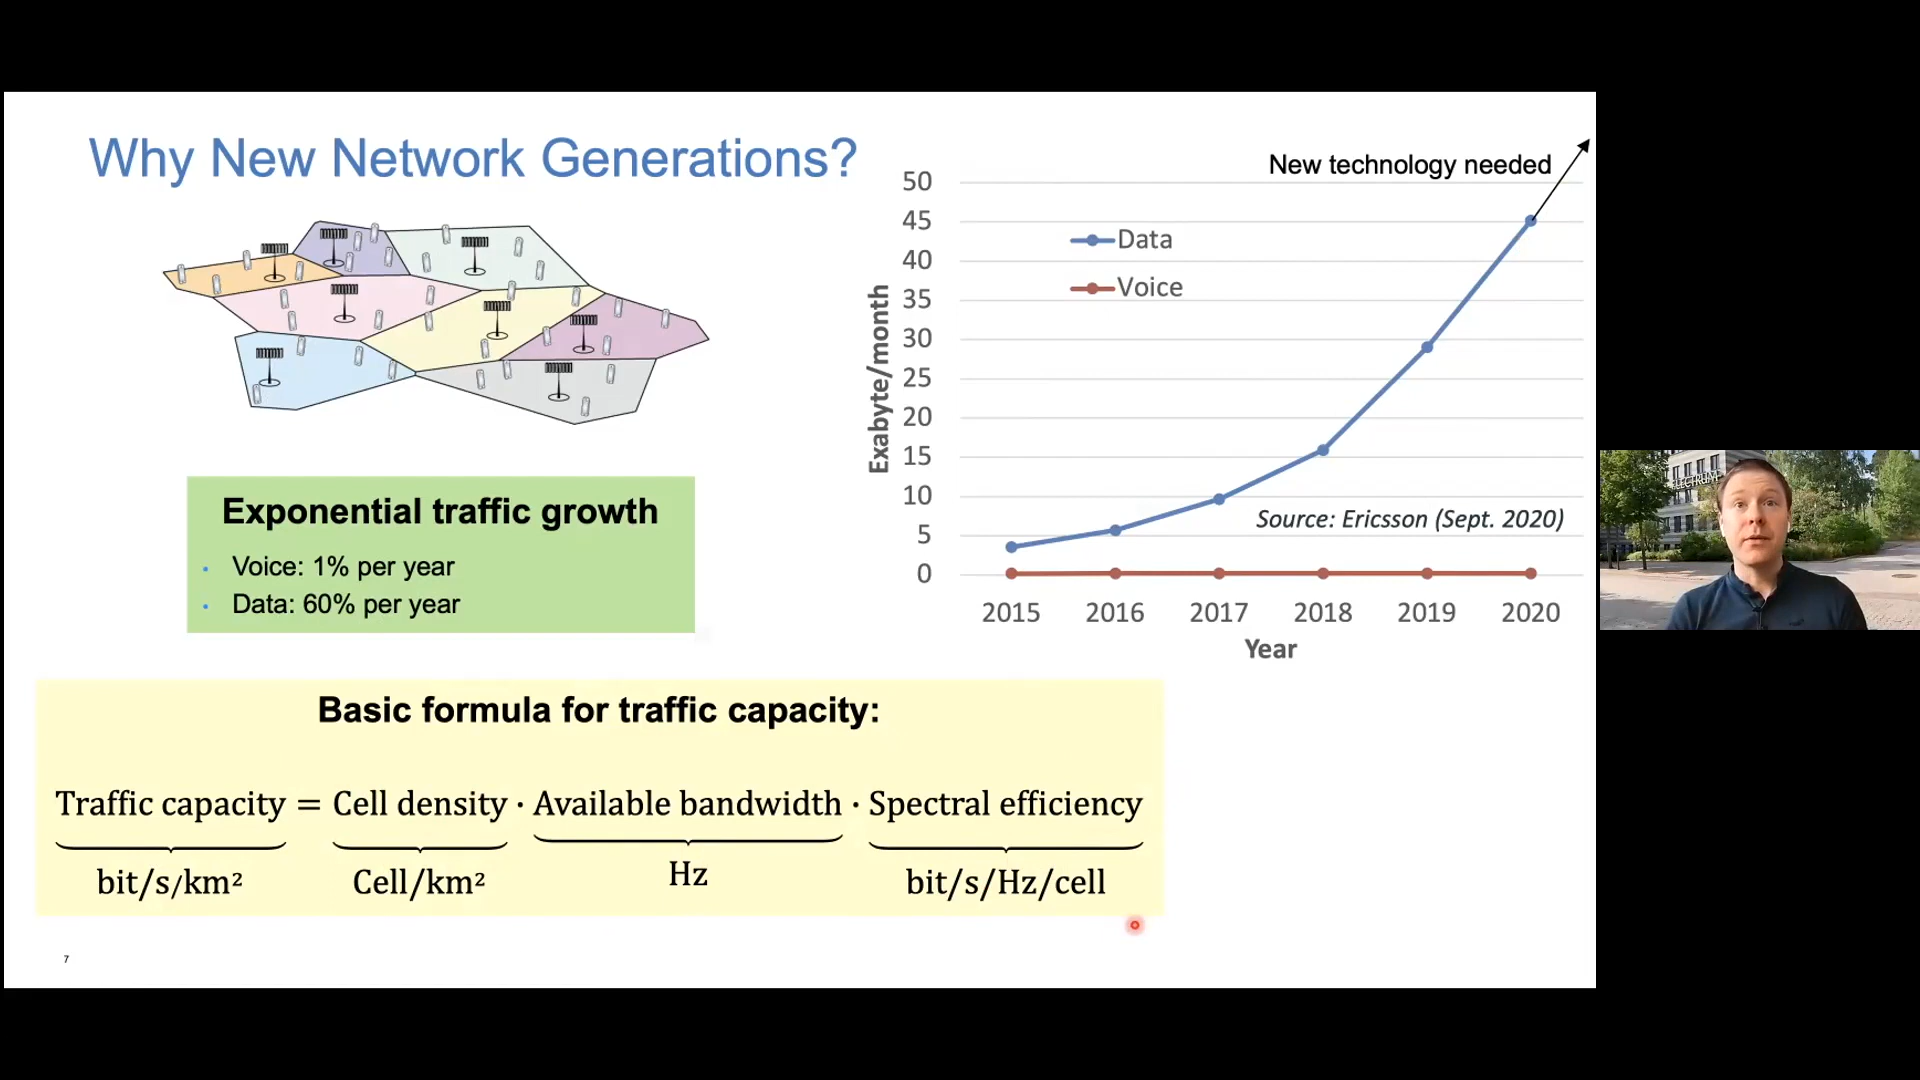 Why New Network Generations?
New technology needed
50
45
40
35
30
25
20
15
10
5
0
Exabyte/month
Data
Voice
Source: Ericsson (Sept. 2020)
2015 2016 2017 2018 2019 2020
Year
Exponential traffic growth
• Voice: 1% per year
• Data: 60% per year
Basic formula for traffic capacity:
Traffic capacity = Cell density · Available bandwidth · Spectral efficiency
bit/s/km² Cell/km² Hz bit/s/Hz/cell
7
ELECTRUM